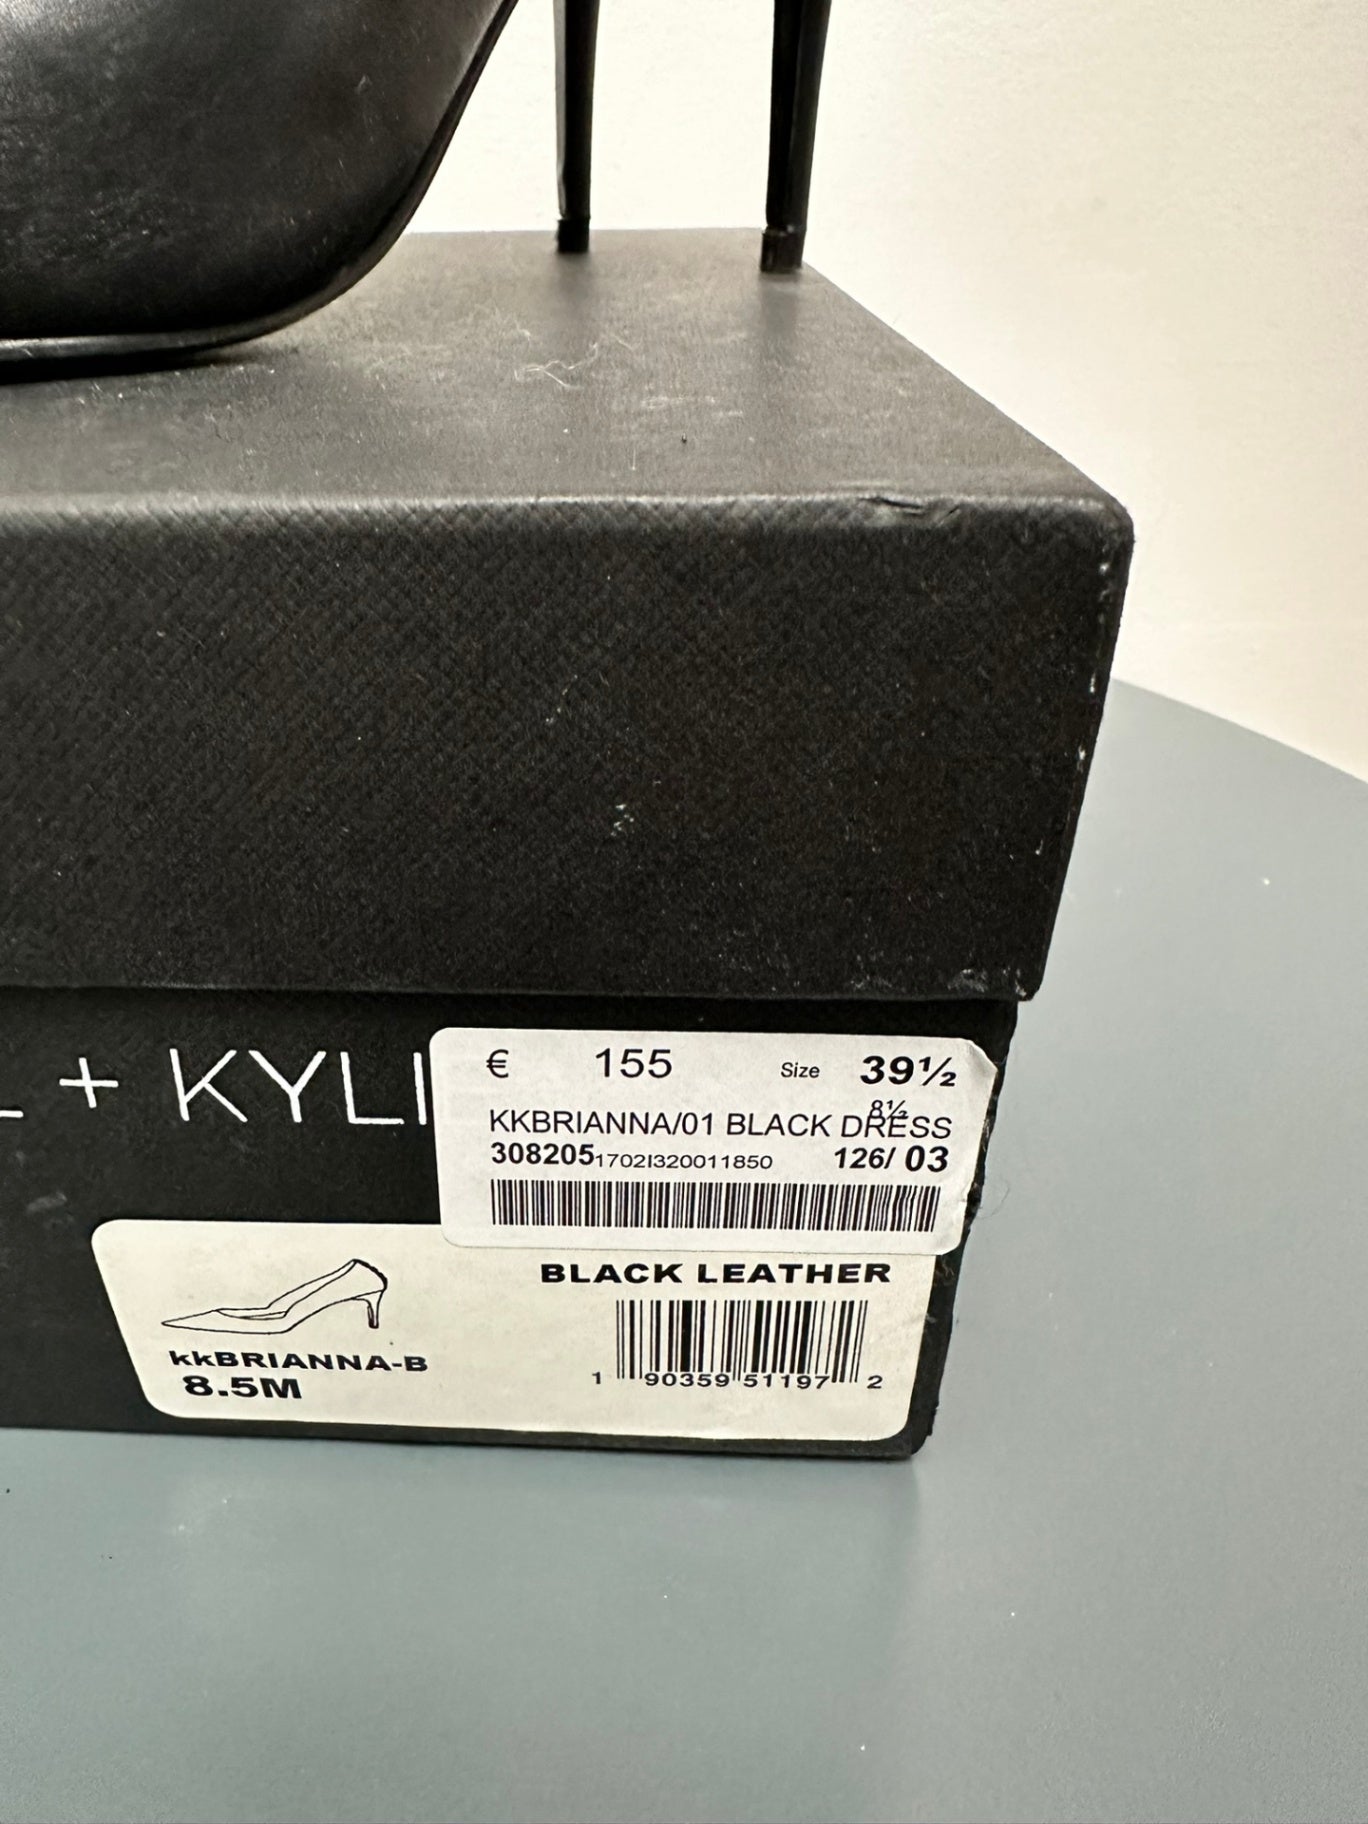 L + KYLI
€ 155 Size 39½
8½
KKBRIANNA/01 BLACK DRESS
308205 1702I320011850 126/ 03
BLACK LEATHER
kkBRIANNA-B
8.5M
1 90359 51197 2